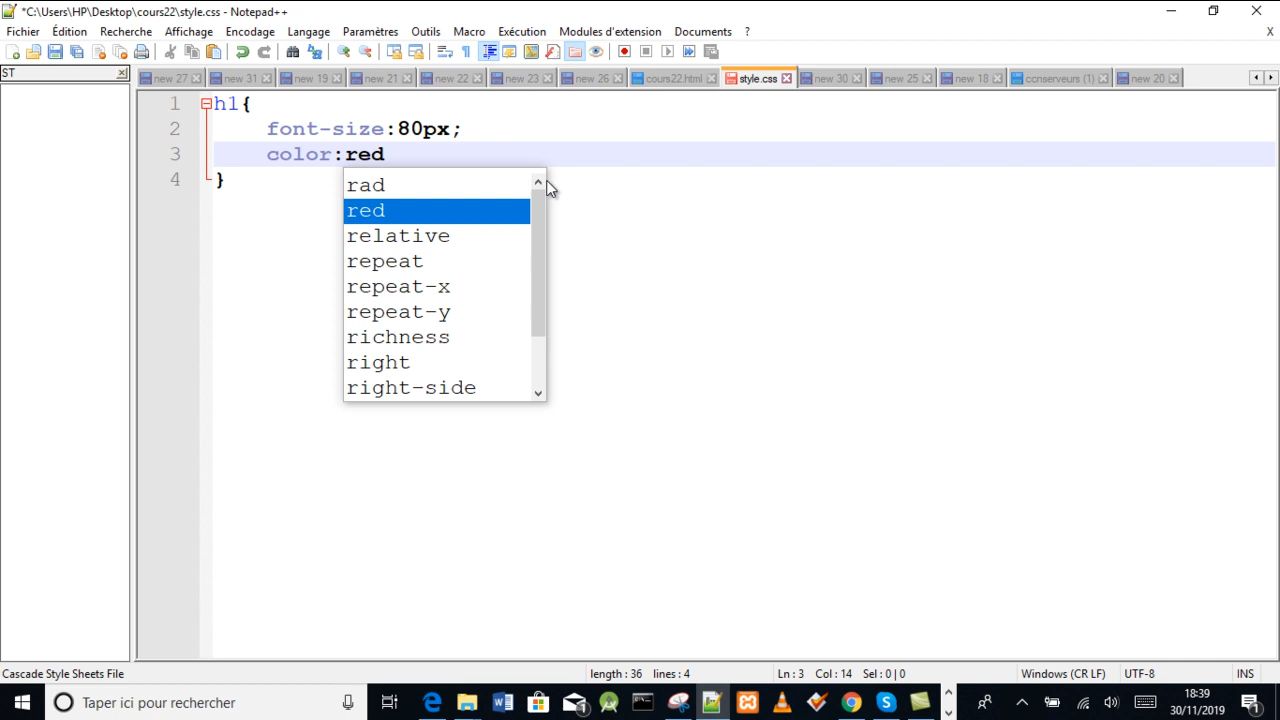 *C:\Users\HP\Desktop\cours22\style.css - Notepad++
Fichier Édition Recherche Affichage Encodage Langage Paramètres Outils Macro Exécution Modules d'extension Documents ? X
ST
new 27 new 31 new 19 new 21 new 22 new 23 new 26 cours22.html style.css new 3 new 25 new 18 ccnserveurs (1) new 20
1 h1{
2 font-size:80px;
3 color:red
4 }
rad
red
relative
repeat
repeat-x
repeat-y
richness
right
right-side
Cascade Style Sheets File length : 36 lines : 4 Ln : 3 Col : 14 Sel : 0 | 0 Windows (CR LF) UTF-8 INS
Taper ici pour rechercher
18:39
30/11/2019